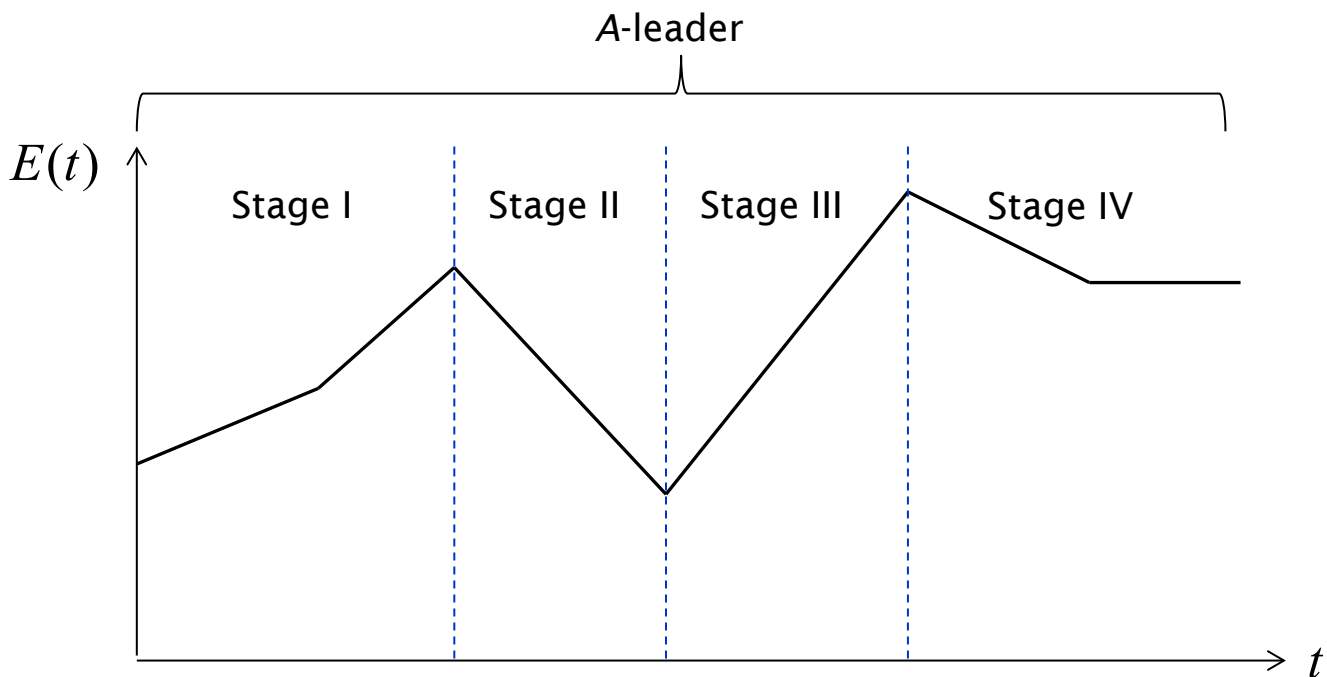 A-leader
E(t)
Stage I
Stage II
Stage III
Stage IV
t